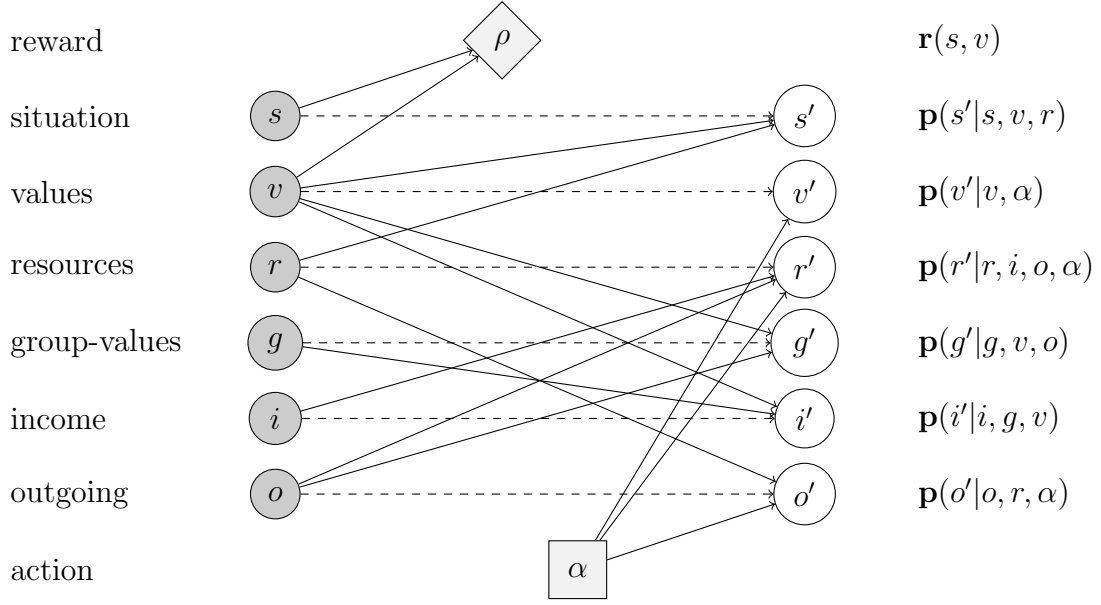 reward ρ r(s, v)
situation s s′ p(s′|s, v, r)
values v v′ p(v′|v, α)
resources r r′ p(r′|r, i, o, α)
group-values g g′ p(g′|g, v, o)
income i i′ p(i′|i, g, v)
outgoing o o′ p(o′|o, r, α)
action α